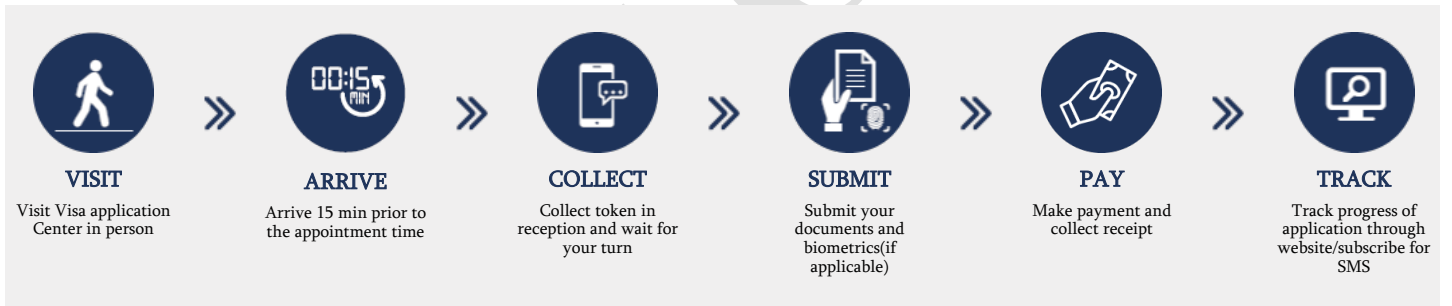 00:15
MIN
VISIT
Visit Visa application
Center in person
ARRIVE
Arrive 15 min prior to
the appointment time
COLLECT
Collect token in
reception and wait for
your turn
SUBMIT
Submit your
documents and
biometrics(if
applicable)
PAY
Make payment and
collect receipt
TRACK
Track progress of
application through
website/subscribe for
SMS